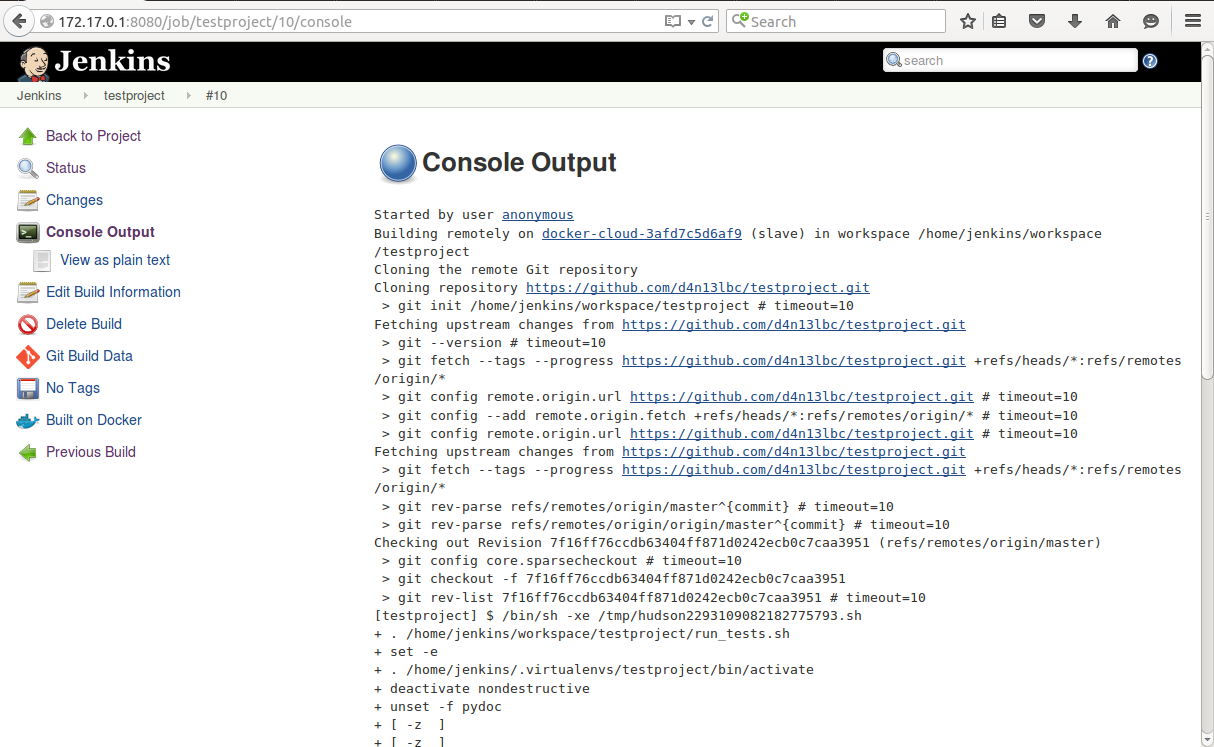 172.17.0.1:8080/job/testproject/10/console
Search
Jenkins
search
?
Jenkins
testproject
#10
Back to Project
Status
Changes
Console Output
View as plain text
Edit Build Information
Delete Build
Git Build Data
No Tags
Built on Docker
Previous Build
Console Output
Started by user anonymous
Building remotely on docker-cloud-3afd7c5d6af9 (slave) in workspace /home/jenkins/workspace
/testproject
Cloning the remote Git repository
Cloning repository https://github.com/d4n13lbc/testproject.git
> git init /home/jenkins/workspace/testproject # timeout=10
Fetching upstream changes from https://github.com/d4n13lbc/testproject.git
> git --version # timeout=10
> git fetch --tags --progress https://github.com/d4n13lbc/testproject.git +refs/heads/*:refs/remotes
/origin/*
> git config remote.origin.url https://github.com/d4n13lbc/testproject.git # timeout=10
> git config --add remote.origin.fetch +refs/heads/*:refs/remotes/origin/* # timeout=10
> git config remote.origin.url https://github.com/d4n13lbc/testproject.git # timeout=10
Fetching upstream changes from https://github.com/d4n13lbc/testproject.git
> git fetch --tags --progress https://github.com/d4n13lbc/testproject.git +refs/heads/*:refs/remotes
/origin/*
> git rev-parse refs/remotes/origin/master^{commit} # timeout=10
> git rev-parse refs/remotes/origin/origin/master^{commit} # timeout=10
Checking out Revision 7f16ff76ccdb63404ff871d0242ecb0c7caa3951 (refs/remotes/origin/master)
> git config core.sparsecheckout # timeout=10
> git checkout -f 7f16ff76ccdb63404ff871d0242ecb0c7caa3951
> git rev-list 7f16ff76ccdb63404ff871d0242ecb0c7caa3951 # timeout=10
[testproject] $ /bin/sh -xe /tmp/hudson2293109082182775793.sh
+ . /home/jenkins/workspace/testproject/run_tests.sh
+ set -e
+ . /home/jenkins/.virtualenvs/testproject/bin/activate
+ deactivate nondestructive
+ unset -f pydoc
+ [ -z  ]
+ [ -z  ]